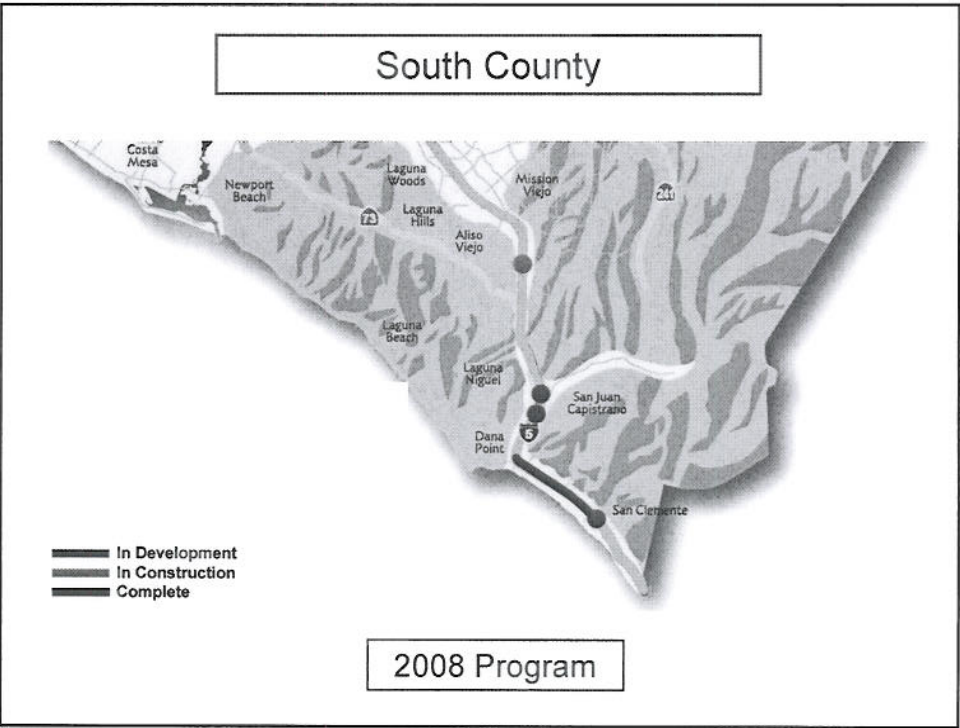 South County
Costa
Mesa
Newport
Beach
Laguna
Woods
Mission
Viejo
241
73
Laguna
Hills
Aliso
Viejo
Laguna
Beach
Laguna
Niguel
San Juan
Capistrano
5
Dana
Point
San Clemente
In Development
In Construction
Complete
2008 Program